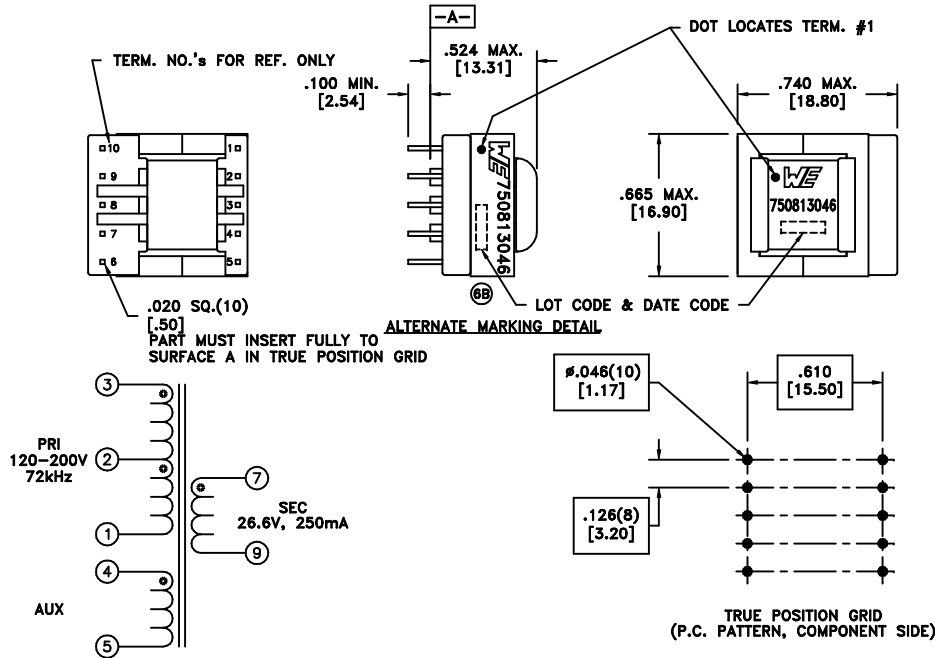 -A-
DOT LOCATES TERM. #1
TERM. NO.'s FOR REF. ONLY
.524 MAX.
[13.31]
.100 MIN.
[2.54]
.740 MAX.
[18.80]
10
1
9
2
8
3
7
4
6
5
WE 750813046
.665 MAX.
[16.90]
WE
750813046
6B
LOT CODE & DATE CODE
.020 SQ.(10)
[.50]
ALTERNATE MARKING DETAIL
PART MUST INSERT FULLY TO
SURFACE A IN TRUE POSITION GRID
3
PRI
120-200V
72kHz
2
1
4
AUX
5
7
SEC
26.6V, 250mA
9
ø.046(10)
[1.17]
.610
[15.50]
.126(8)
[3.20]
TRUE POSITION GRID
(P.C. PATTERN, COMPONENT SIDE)